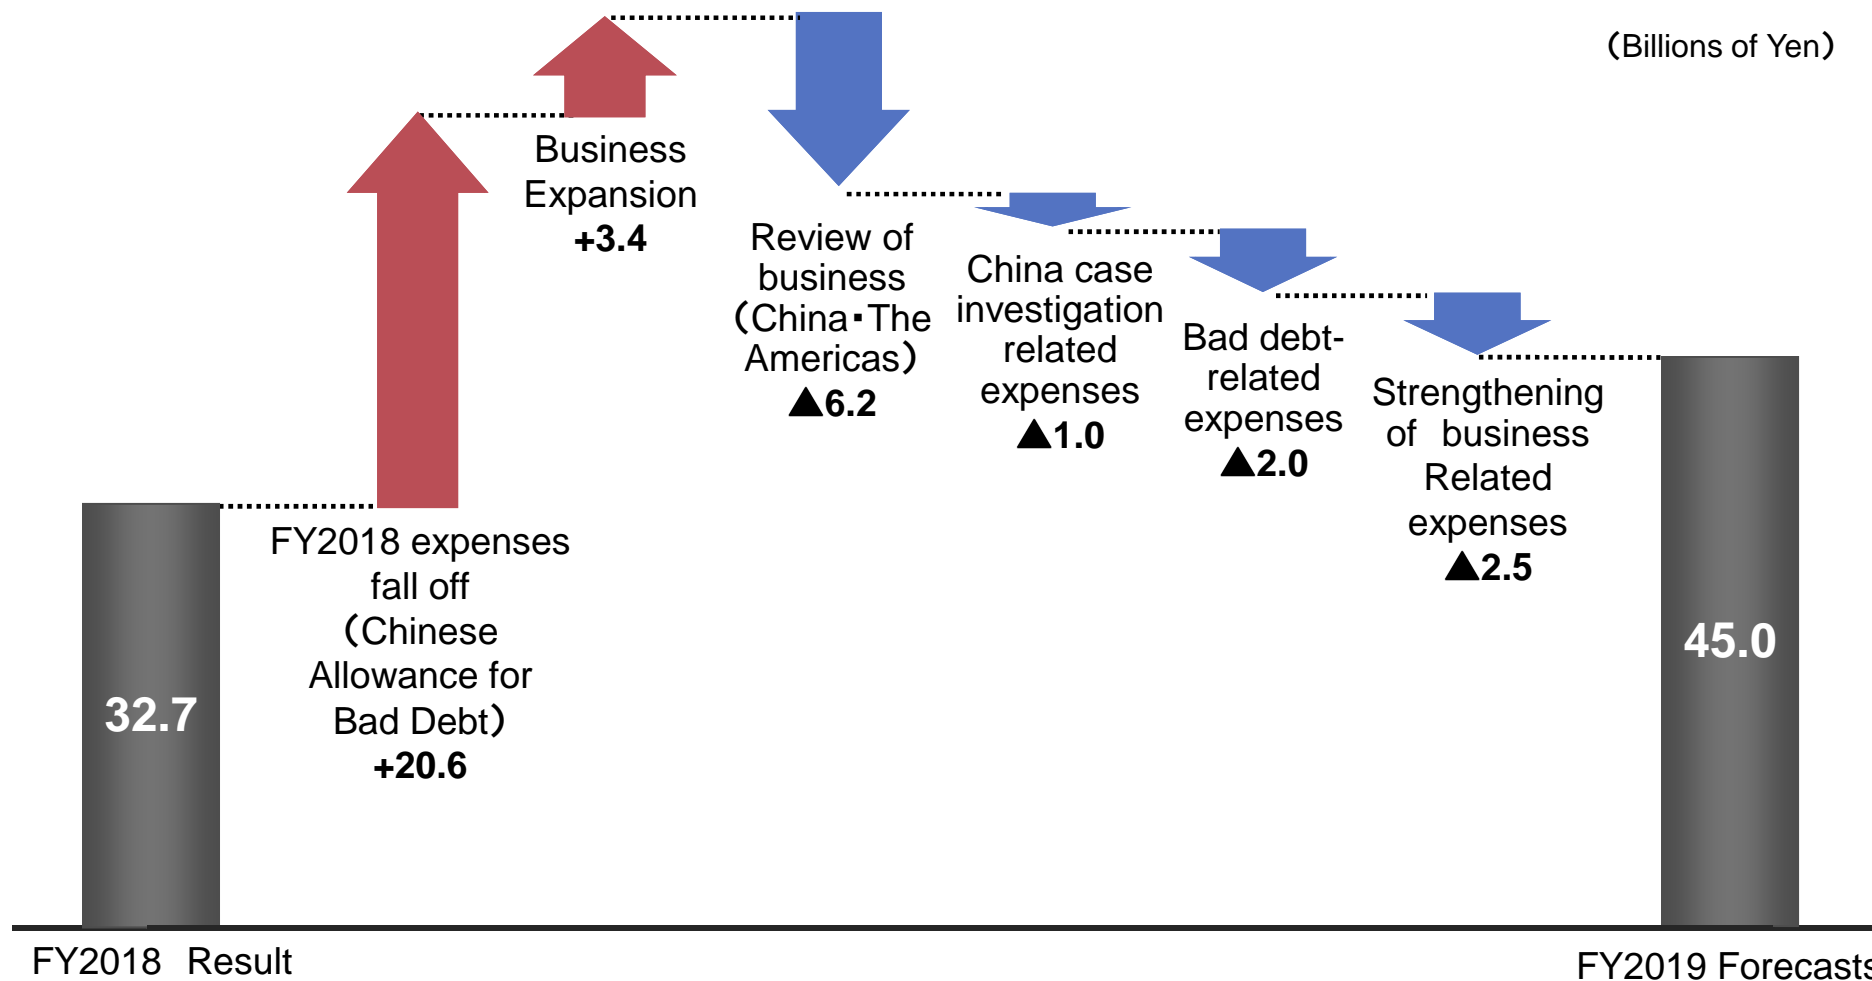 (Billions of Yen)
Business
Expansion
+3.4
Review of
business
(China・The
Americas)
▲6.2
China case
investigation
related
expenses
▲1.0
Bad debt-
related
expenses
▲2.0
Strengthening
of business
Related
expenses
▲2.5
FY2018 expenses
fall off
(Chinese
Allowance for
Bad Debt)
+20.6
32.7
45.0
FY2018 Result
FY2019 Forecasts